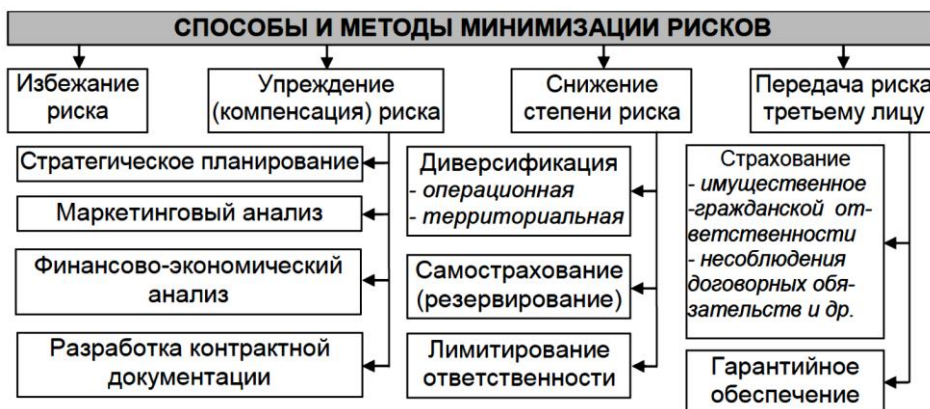 СПОСОБЫ И МЕТОДЫ МИНИМИЗАЦИИ РИСКОВ
Избежание
риска
Упреждение
(компенсация) риска
Снижение
степени риска
Передача риска
третьему лицу
Стратегическое планирование
Маркетинговый анализ
Финансово-экономический
анализ
Разработка контрактной
документации
Диверсификация
- операционная
- территориальная
Самострахование
(резервирование)
Лимитирование
ответственности
Страхование
- имущественное
-гражданской от-
ветственности
- несоблюдения
договорных обя-
зательств и др.
Гарантийное
обеспечение